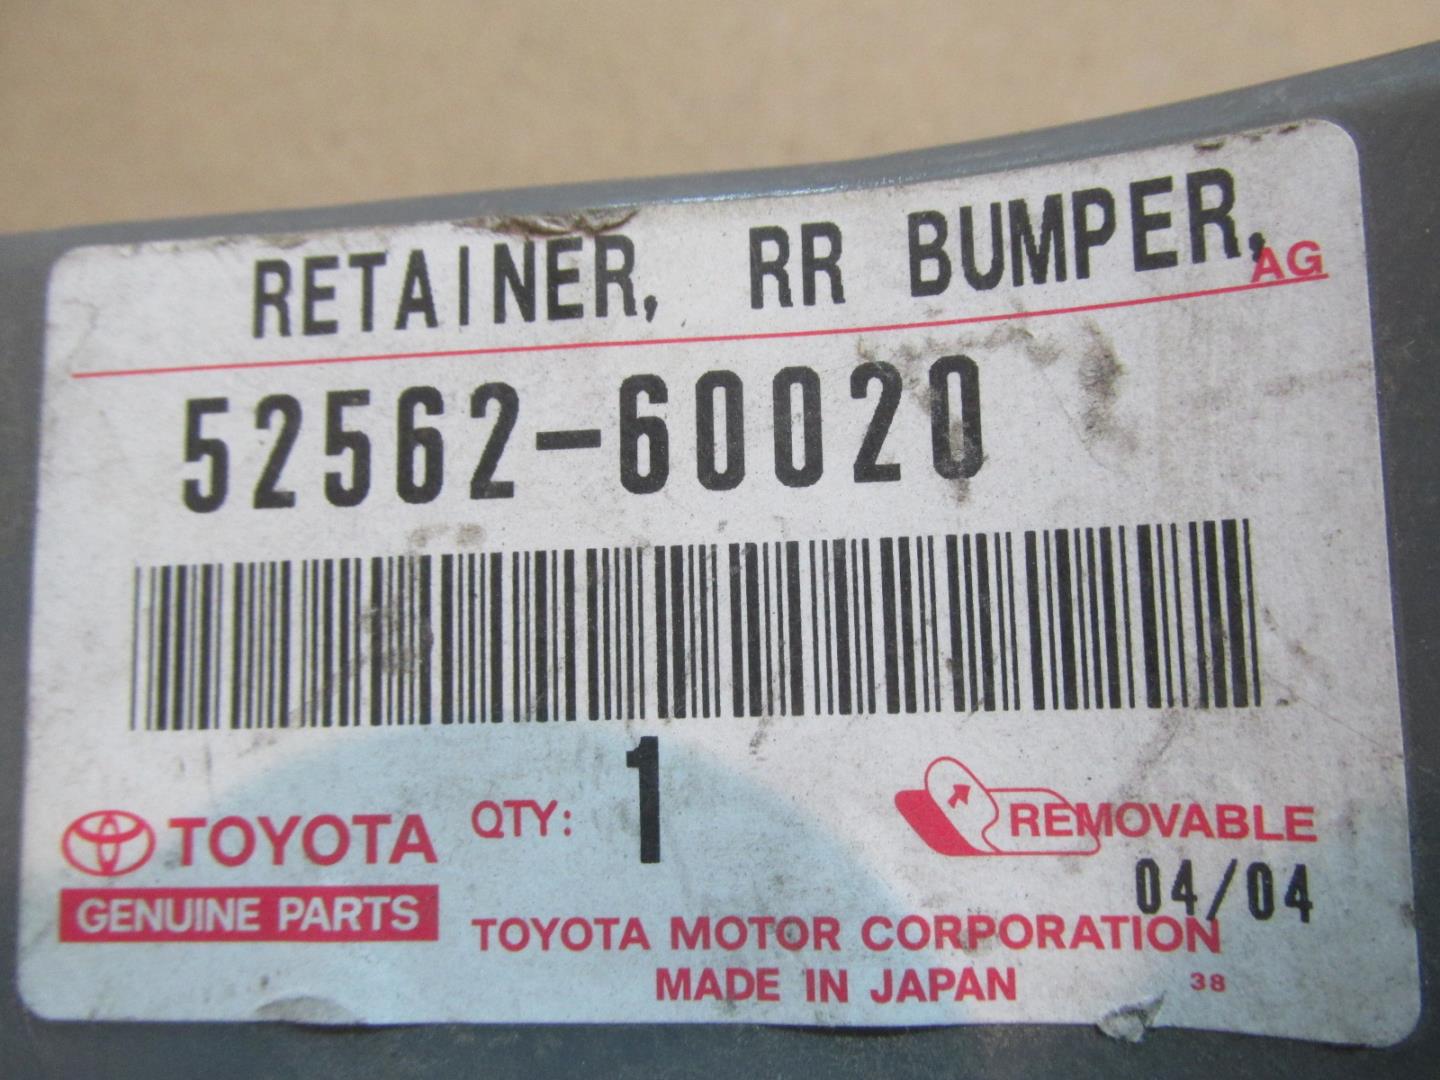 RETAINER, RR BUMPER,
AG
52562-60020
1
TOYOTA QTY:
REMOVABLE
04/04
GENUINE PARTS
TOYOTA MOTOR CORPORATION
MADE IN JAPAN 38